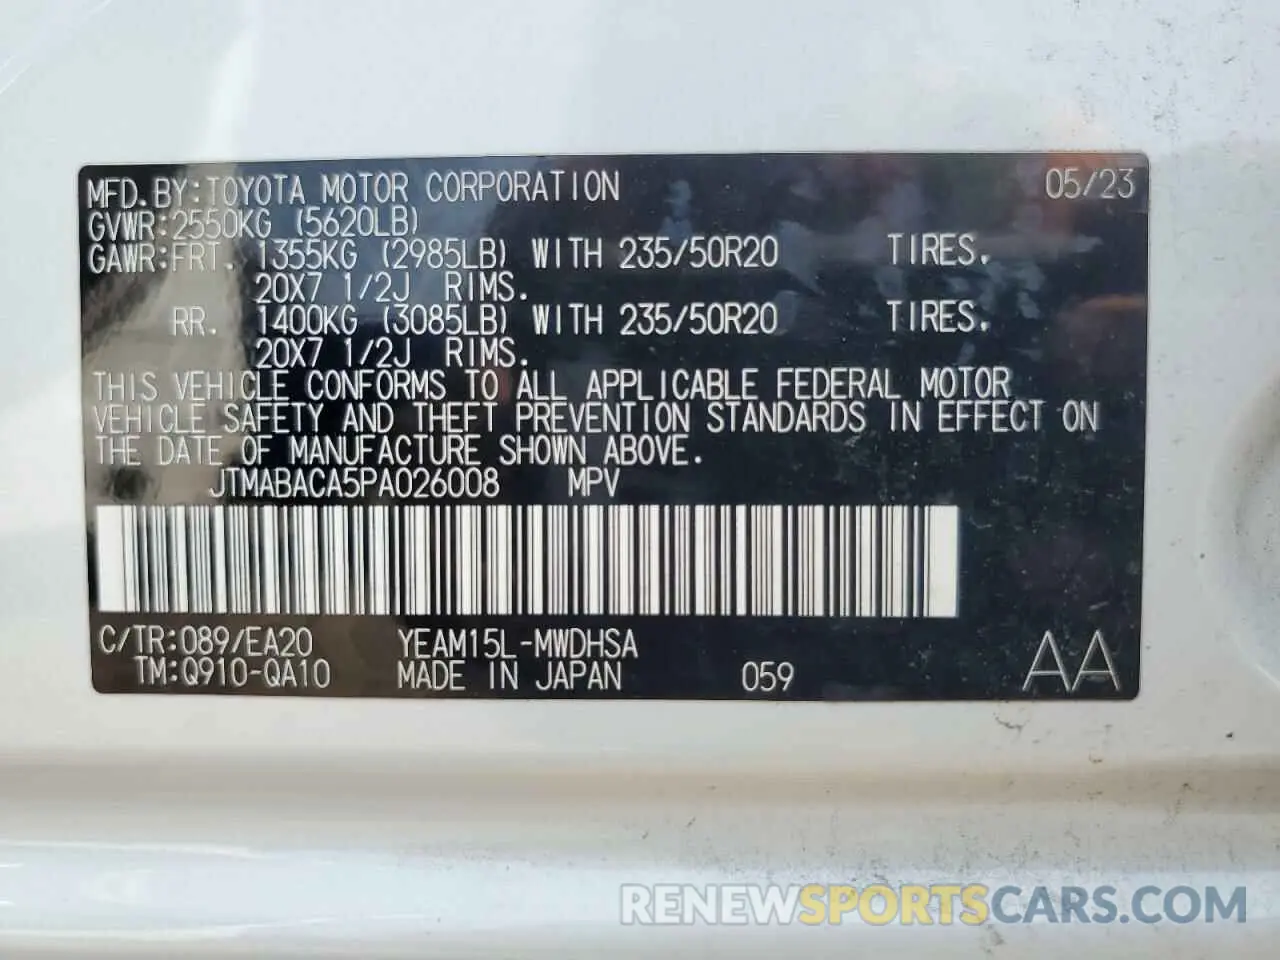 MFD.BY:TOYOTA MOTOR CORPORATION 05/23
GVWR:2550KG (5620LB)
GAWR:FRT. 1355KG (2985LB) WITH 235/50R20 TIRES.
20X7 1/2J RIMS.
RR. 1400KG (3085LB) WITH 235/50R20 TIRES.
20X7 1/2J RIMS.
THIS VEHICLE CONFORMS TO ALL APPLICABLE FEDERAL MOTOR
VEHICLE SAFETY AND THEFT PREVENTION STANDARDS IN EFFECT ON
THE DATE OF MANUFACTURE SHOWN ABOVE.
JTMABACA5PA026008 MPV
C/TR:089/EA20 YEAM15L-MWDHSA
TM:Q910-QA10 MADE IN JAPAN 059 AA
RENEWSPORTSCARS.COM